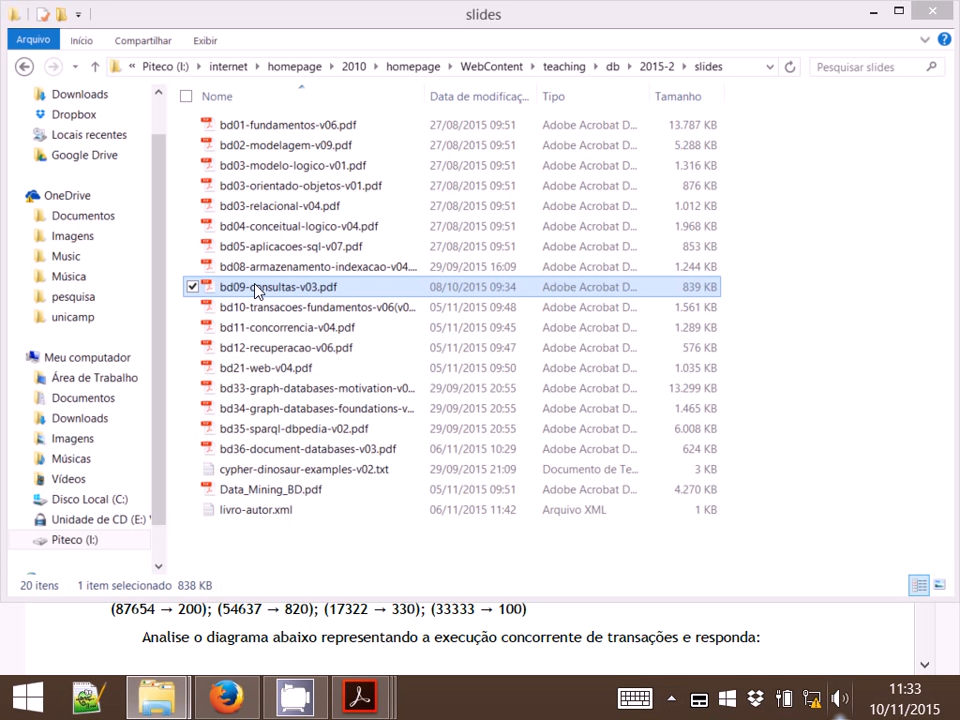 slides
Arquivo Início Compartilhar Exibir
« Picteco (I:) internet homepage 2010 homepage WebContent teaching db 2015-2 slides Pesquisar slides
Nome Data de modificaç... Tipo Tamanho
Downloads
Dropbox
Locais recentes
Google Drive
OneDrive
Documentos
Imagens
Music
Música
pesquisa
unicamp
Meu computador
Área de Trabalho
Documentos
Downloads
Imagens
Músicas
Vídeos
Disco Local (C:)
Unidade de CD (E:) 
Piteco (I:)
bd01-fundamentos-v06.pdf 27/08/2015 09:51 Adobe Acrobat D... 13.787 KB
bd02-modelagem-v09.pdf 27/08/2015 09:51 Adobe Acrobat D... 5.288 KB
bd03-modelo-logico-v01.pdf 27/08/2015 09:51 Adobe Acrobat D... 1.316 KB
bd03-orientado-objetos-v01.pdf 27/08/2015 09:51 Adobe Acrobat D... 876 KB
bd03-relacional-v04.pdf 27/08/2015 09:51 Adobe Acrobat D... 1.012 KB
bd04-conceitual-logico-v04.pdf 27/08/2015 09:51 Adobe Acrobat D... 1.968 KB
bd05-aplicacoes-sql-v07.pdf 27/08/2015 09:51 Adobe Acrobat D... 853 KB
bd08-armazenamento-indexacao-v04.... 29/09/2015 16:09 Adobe Acrobat D... 1.244 KB
bd09-consultas-v03.pdf 08/10/2015 09:34 Adobe Acrobat D... 839 KB
bd10-transacoes-fundamentos-v06(v0... 05/11/2015 09:48 Adobe Acrobat D... 1.561 KB
bd11-concorrencia-v04.pdf 05/11/2015 09:45 Adobe Acrobat D... 1.289 KB
bd12-recuperacao-v06.pdf 05/11/2015 09:47 Adobe Acrobat D... 576 KB
bd21-web-v04.pdf 05/11/2015 09:50 Adobe Acrobat D... 1.035 KB
bd33-graph-databases-motivation-v0... 29/09/2015 20:55 Adobe Acrobat D... 13.299 KB
bd34-graph-databases-foundations-v... 29/09/2015 20:55 Adobe Acrobat D... 1.465 KB
bd35-sparql-dbpedia-v02.pdf 29/09/2015 20:55 Adobe Acrobat D... 6.008 KB
bd36-document-databases-v03.pdf 06/11/2015 10:29 Adobe Acrobat D... 624 KB
cypher-dinosaur-examples-v02.txt 29/09/2015 21:09 Documento de Te... 3 KB
Data_Mining_BD.pdf 05/11/2015 09:51 Adobe Acrobat D... 4.270 KB
livro-autor.xml 06/11/2015 11:42 Arquivo XML 1 KB
20 itens 1 item selecionado 838 KB
(87654 → 200); (54637 → 820); (17322 → 330); (33333 → 100)
Analise o diagrama abaixo representando a execução concorrente de transações e responda:
11:33
10/11/2015